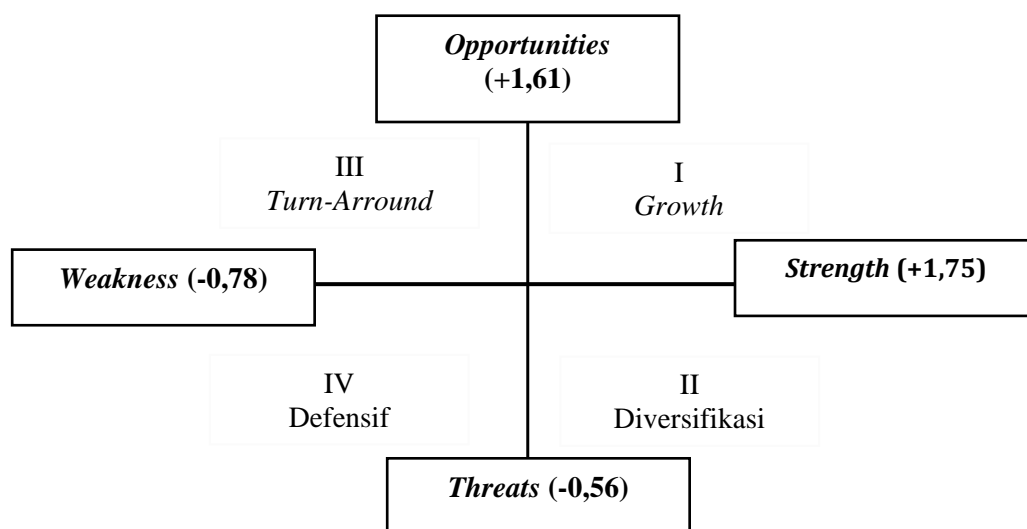 Opportunities
(+1,61)
III
Turn-Arround
I
Growth
Weakness (-0,78)
Strength (+1,75)
IV
Defensif
II
Diversifikasi
Threats (-0,56)